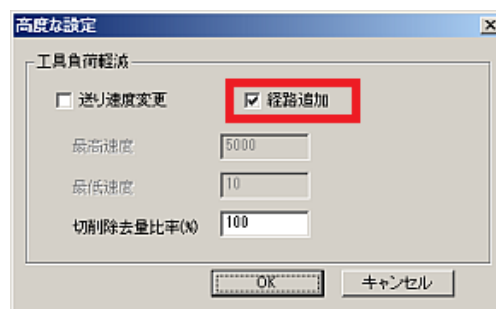 高度な設定
工具負荷軽減
送り速度変更 経路追加
最高速度 5000
最低速度 10
切削除去量比率(%) 100
OK キャンセル